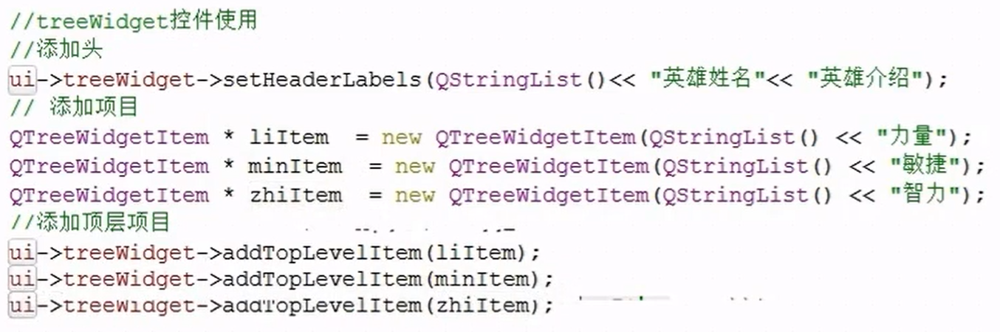 //treeWidget控件使用
//添加头
ui->treeWidget->setHeaderLabels(QStringList()<< "英雄姓名"<< "英雄介绍");
// 添加项目
QTreeWidgetItem * liItem  = new QTreeWidgetItem(QStringList() << "力量");
QTreeWidgetItem * minItem  = new QTreeWidgetItem(QStringList() << "敏捷");
QTreeWidgetItem * zhiItem  = new QTreeWidgetItem(QStringList() << "智力");
//添加顶层项目
ui->treeWidget->addTopLevelItem(liItem);
ui->treeWidget->addTopLevelItem(minItem);
ui->treeWidget->addTopLevelItem(zhiItem);